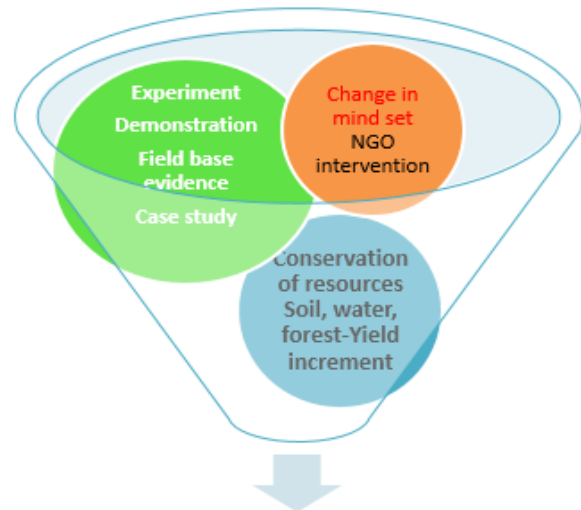 Experiment
Demonstration
Field base
evidence
Case study
Change in
mind set
NGO
intervention
Conservation
of resources
Soil, water,
forest-Yield
increment